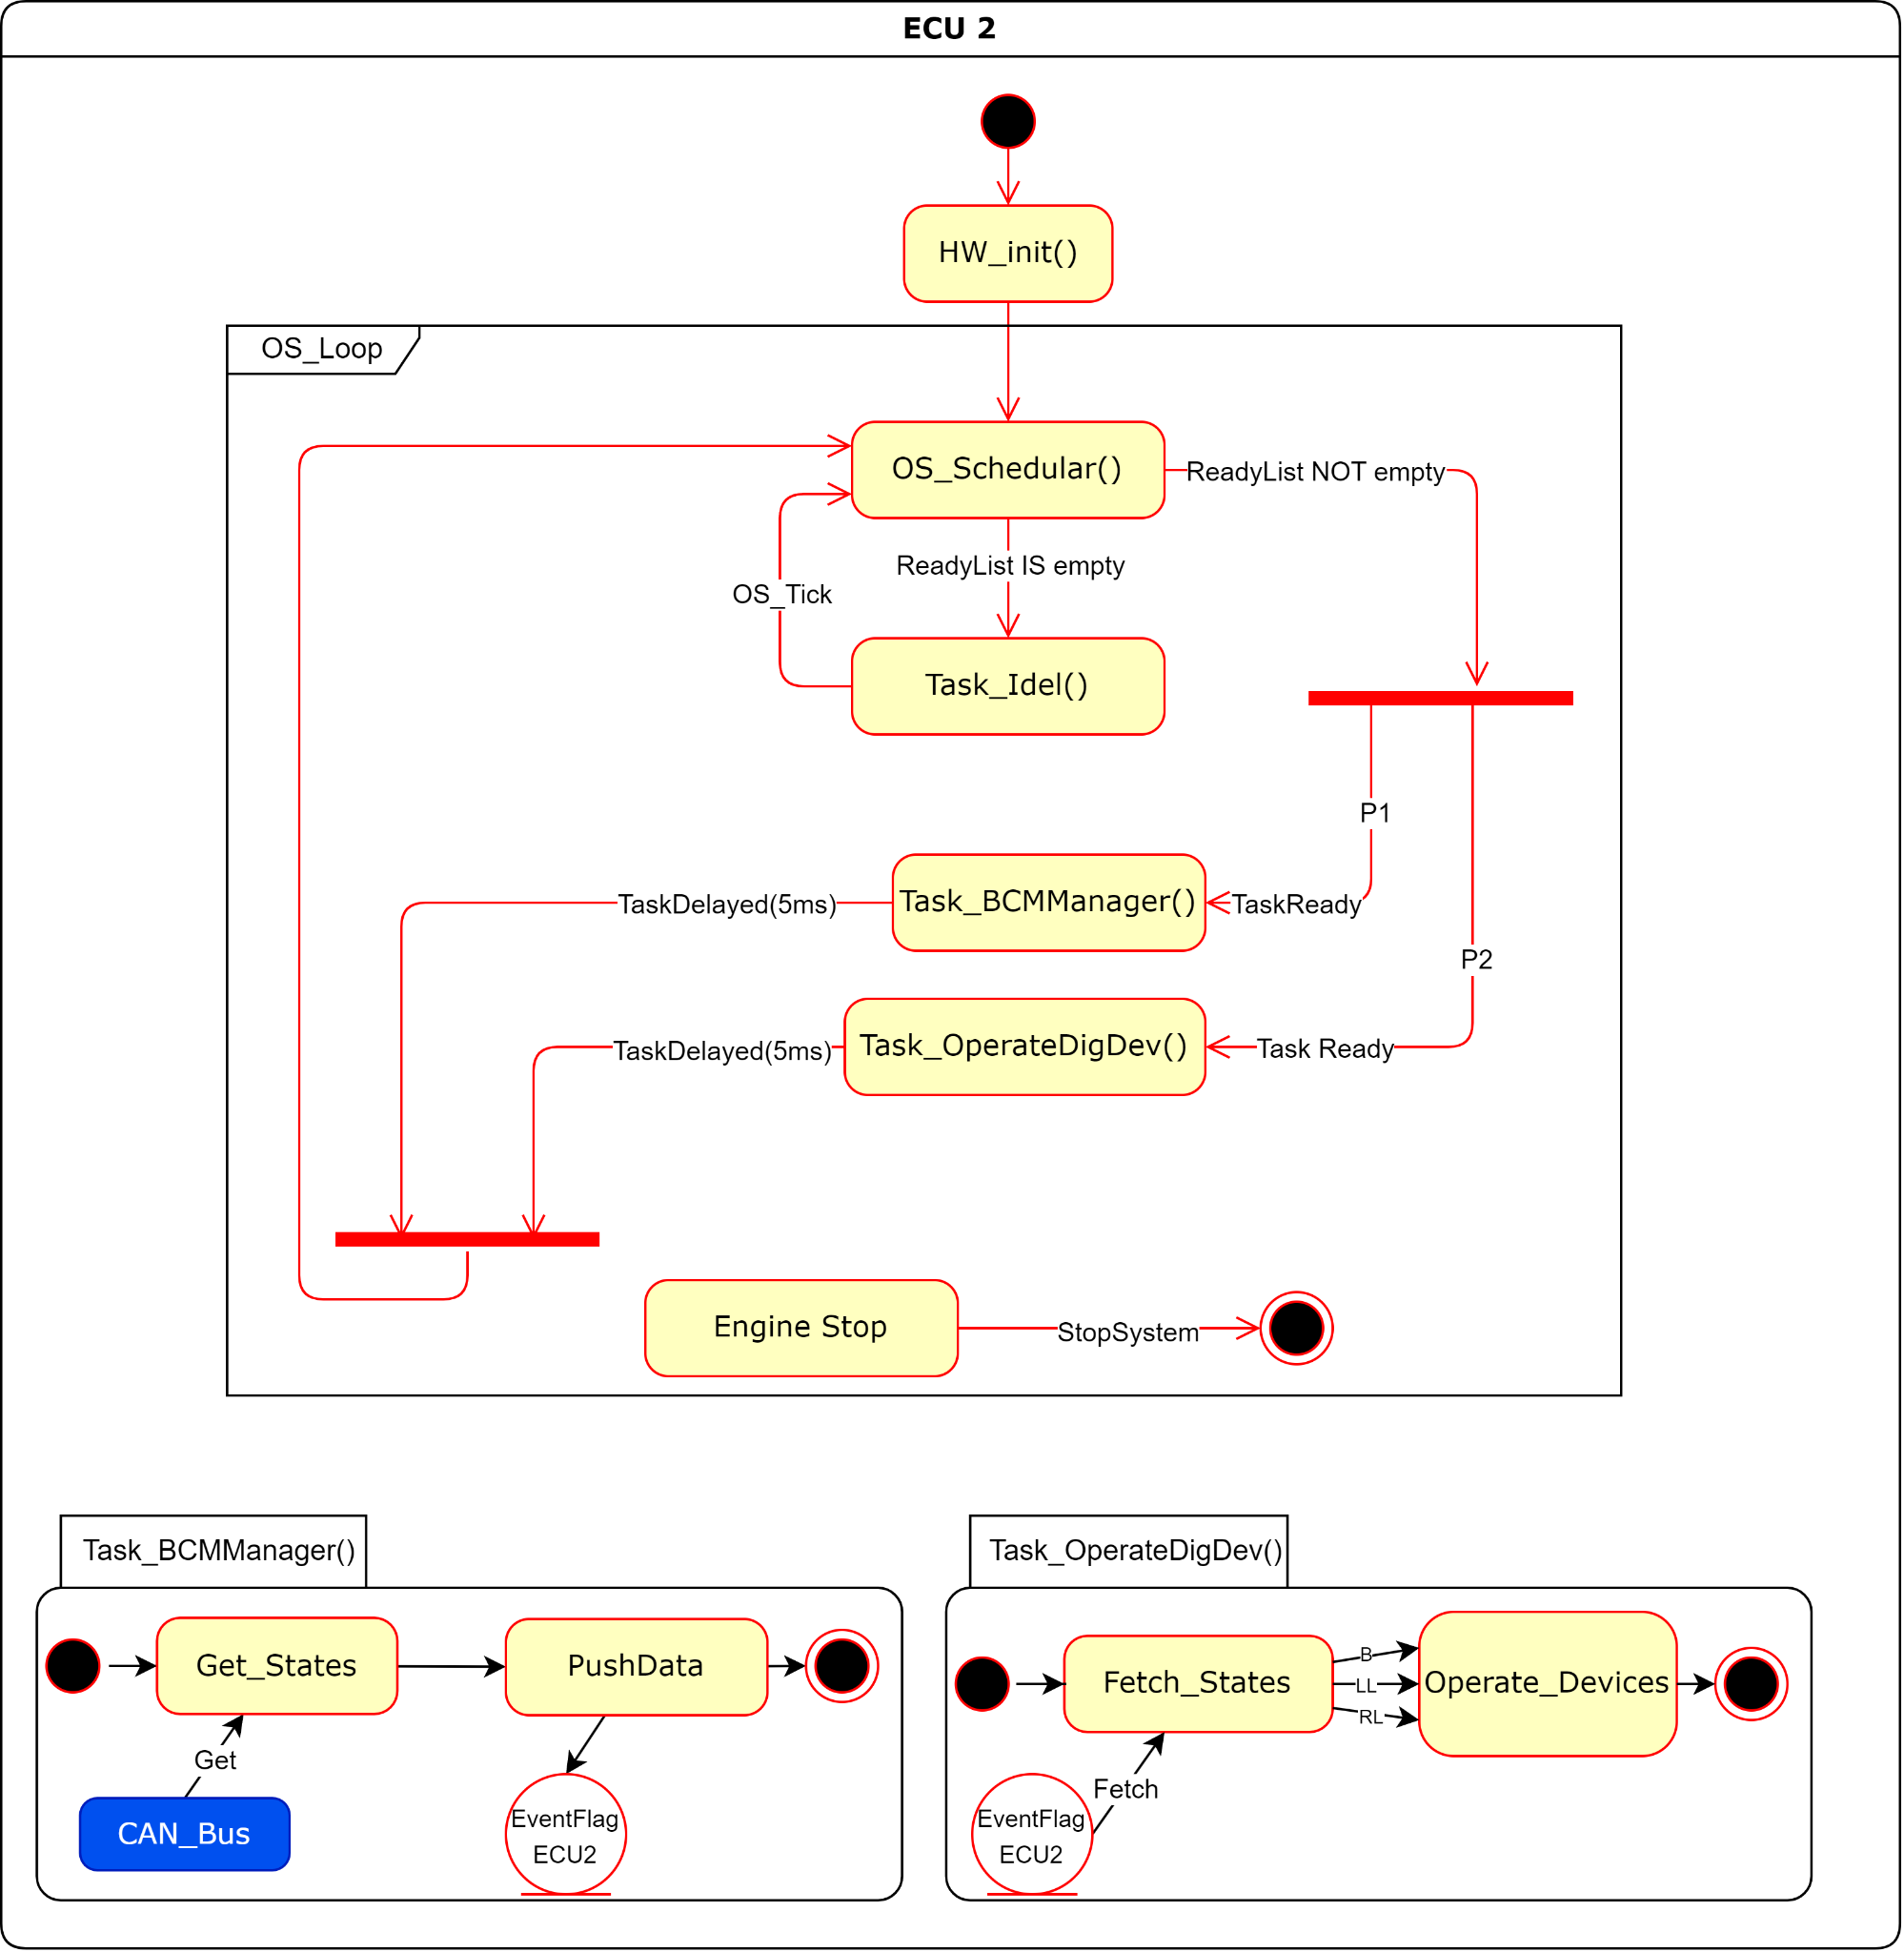 ECU 2
HW_init()
OS_Loop
OS_Schedular()
ReadyList NOT empty
ReadyList IS empty
OS_Tick
Task_Idel()
P1
Task_BCMManager()
TaskDelayed(5ms)
TaskReady
P2
Task_OperateDigDev()
TaskDelayed(5ms)
Task Ready
Engine Stop
StopSystem
Task_BCMManager()
Get_States
PushData
Get
CAN_Bus
EventFlag
ECU2
Task_OperateDigDev()
Fetch_States
B
LL
RL
Operate_Devices
Fetch
EventFlag
ECU2